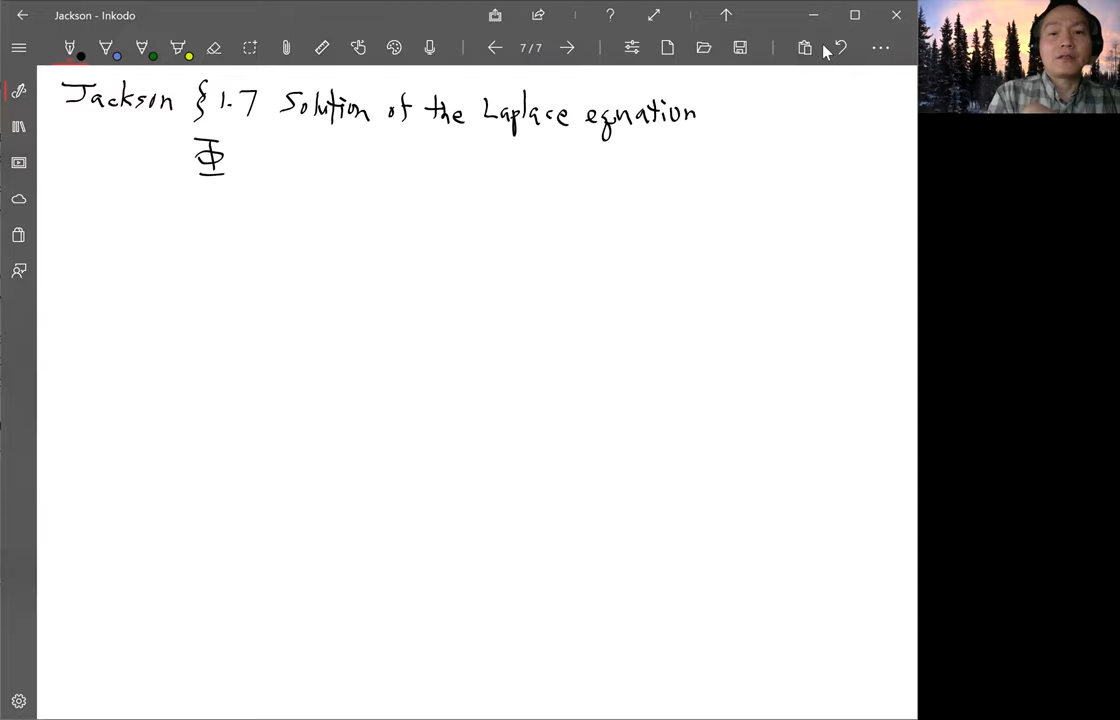 Jackson - Inkodo
7/7
Jackson § 1.7 Solution of the Laplace equation
Φ